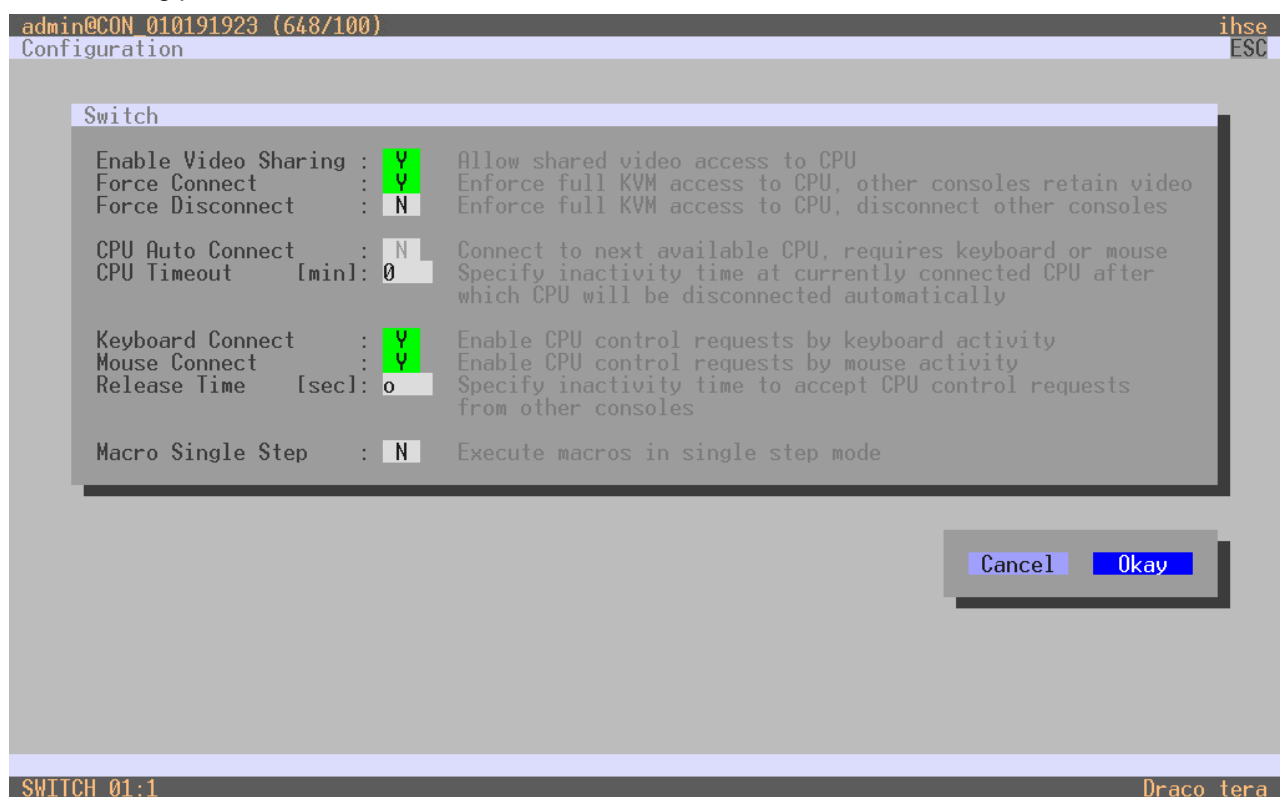 admin@CON_010191923 (648/100) ihse
Configuration ESC
Switch
Enable Video Sharing : Y Allow shared video access to CPU
Force Connect : Y Enforce full KVM access to CPU, other consoles retain video
Force Disconnect : N Enforce full KVM access to CPU, disconnect other consoles
CPU Auto Connect : N Connect to next available CPU, requires keyboard or mouse
CPU Timeout [min]: 0 Specify inactivity time at currently connected CPU after
which CPU will be disconnected automatically
Keyboard Connect : Y Enable CPU control requests by keyboard activity
Mouse Connect : Y Enable CPU control requests by mouse activity
Release Time [sec]: o Specify inactivity time to accept CPU control requests
from other consoles
Macro Single Step : N Execute macros in single step mode
Cancel Okay
SWITCH 01:1 Draco tera